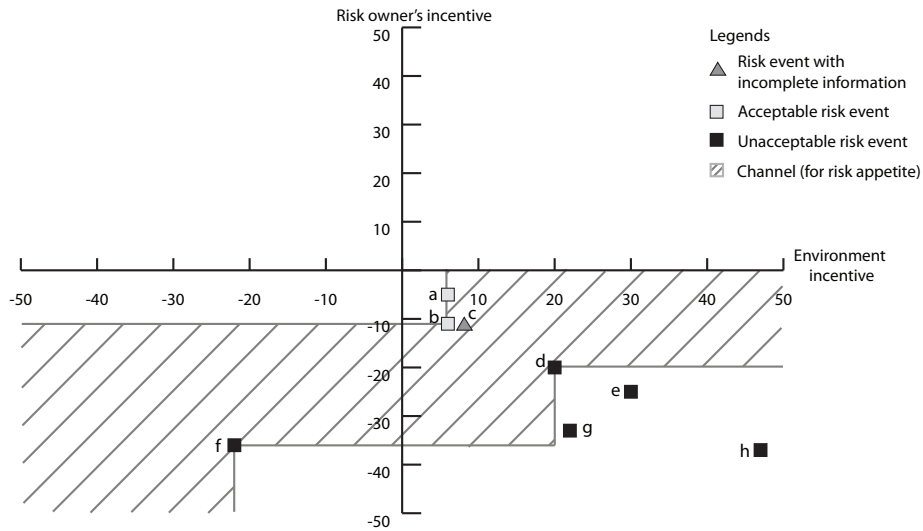 Risk owner's incentive
50
40
30
20
10
Legends
Risk event with
incomplete information
Acceptable risk event
Unacceptable risk event
Channel (for risk appetite)
Environment
incentive
-50 -40 -30 -20 -10 10 20 30 40 50
a
b c
-10
d
-20
e
-30
g
f
h
-40
-50